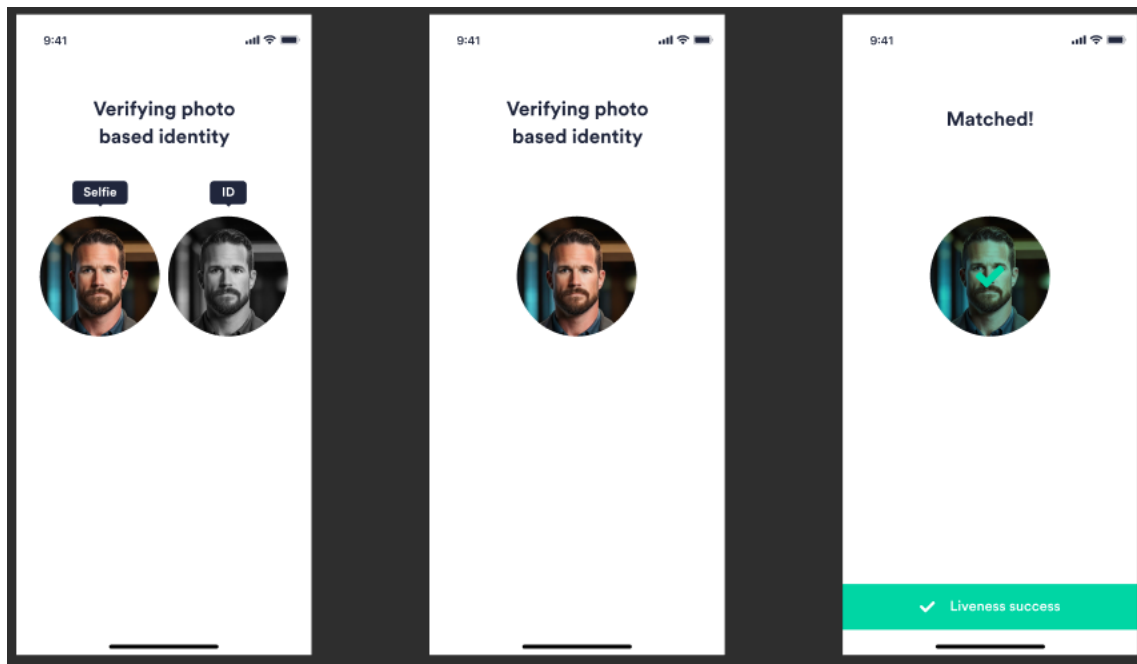 9:41
Verifying photo
based identity
Selfie
ID
9:41
Verifying photo
based identity
9:41
Matched!
Liveness success